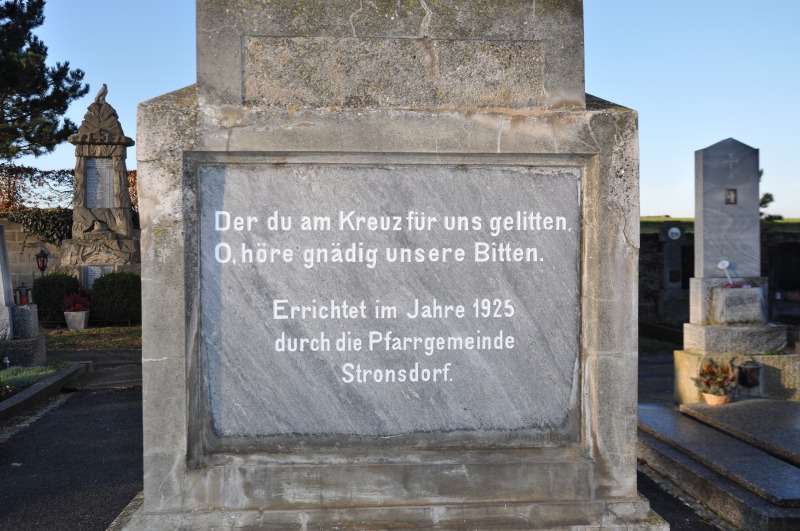 Der du am Kreuz für uns gelitten,
O, höre gnädig unsere Bitten.
Errichtet im Jahre 1925
durch die Pfarrgemeinde
Stronsdorf.